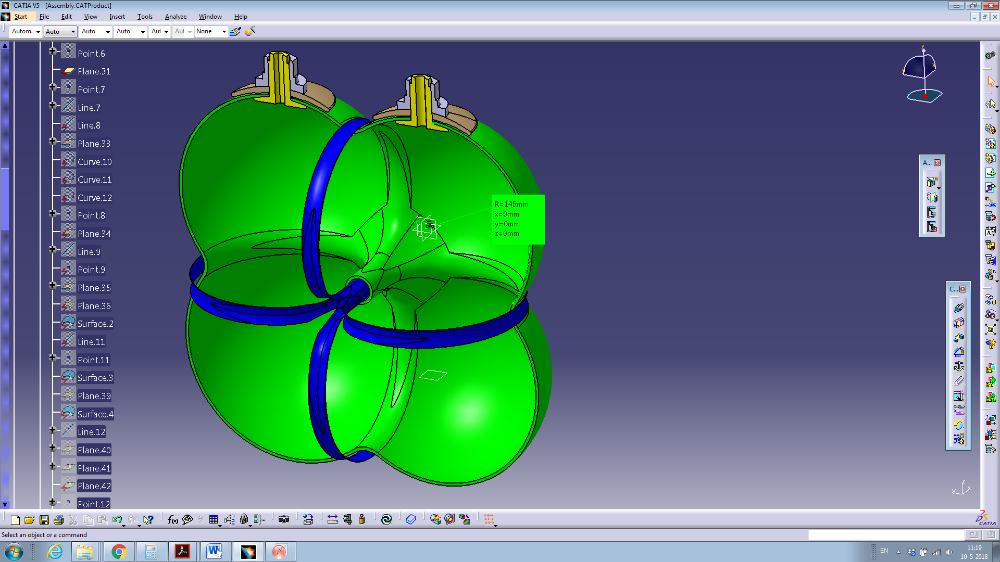 CATIA V5 - [Assembly.CATProduct]
Start File Edit View Insert Tools Analyze Window Help
Auto Auto Auto None
Point.6
Plane.31
Point.7
Line.7
Line.8
Plane.33
Curve.10
Curve.11
Curve.12
Point.8
Plane.34
Line.9
Point.9
Plane.35
Plane.36
Surface.2
Line.11
Point.11
Surface.3
Plane.39
Surface.4
Line.12
Plane.40
Plane.41
Plane.42
Point.12
R=145mm
x=0mm
y=0mm
z=0mm
z
y
x
A...
C...
z
y x
f(x)
CATIA
Select an object or a command
EN
11:19
10-5-2018